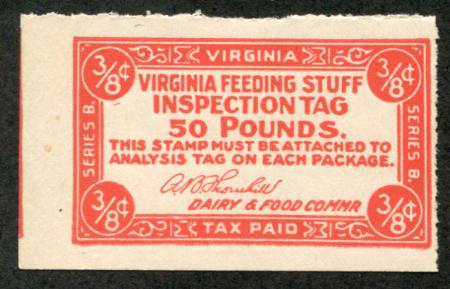 VIRGINIA
3/8¢ 3/8¢
VIRGINIA FEEDING STUFF
INSPECTION TAG
50 POUNDS.
THIS STAMP MUST BE ATTACHED TO
ANALYSIS TAG ON EACH PACKAGE.
SERIES B.
SERIES B.
DAIRY & FOOD COMMR
3/8¢ 3/8¢
TAX PAID